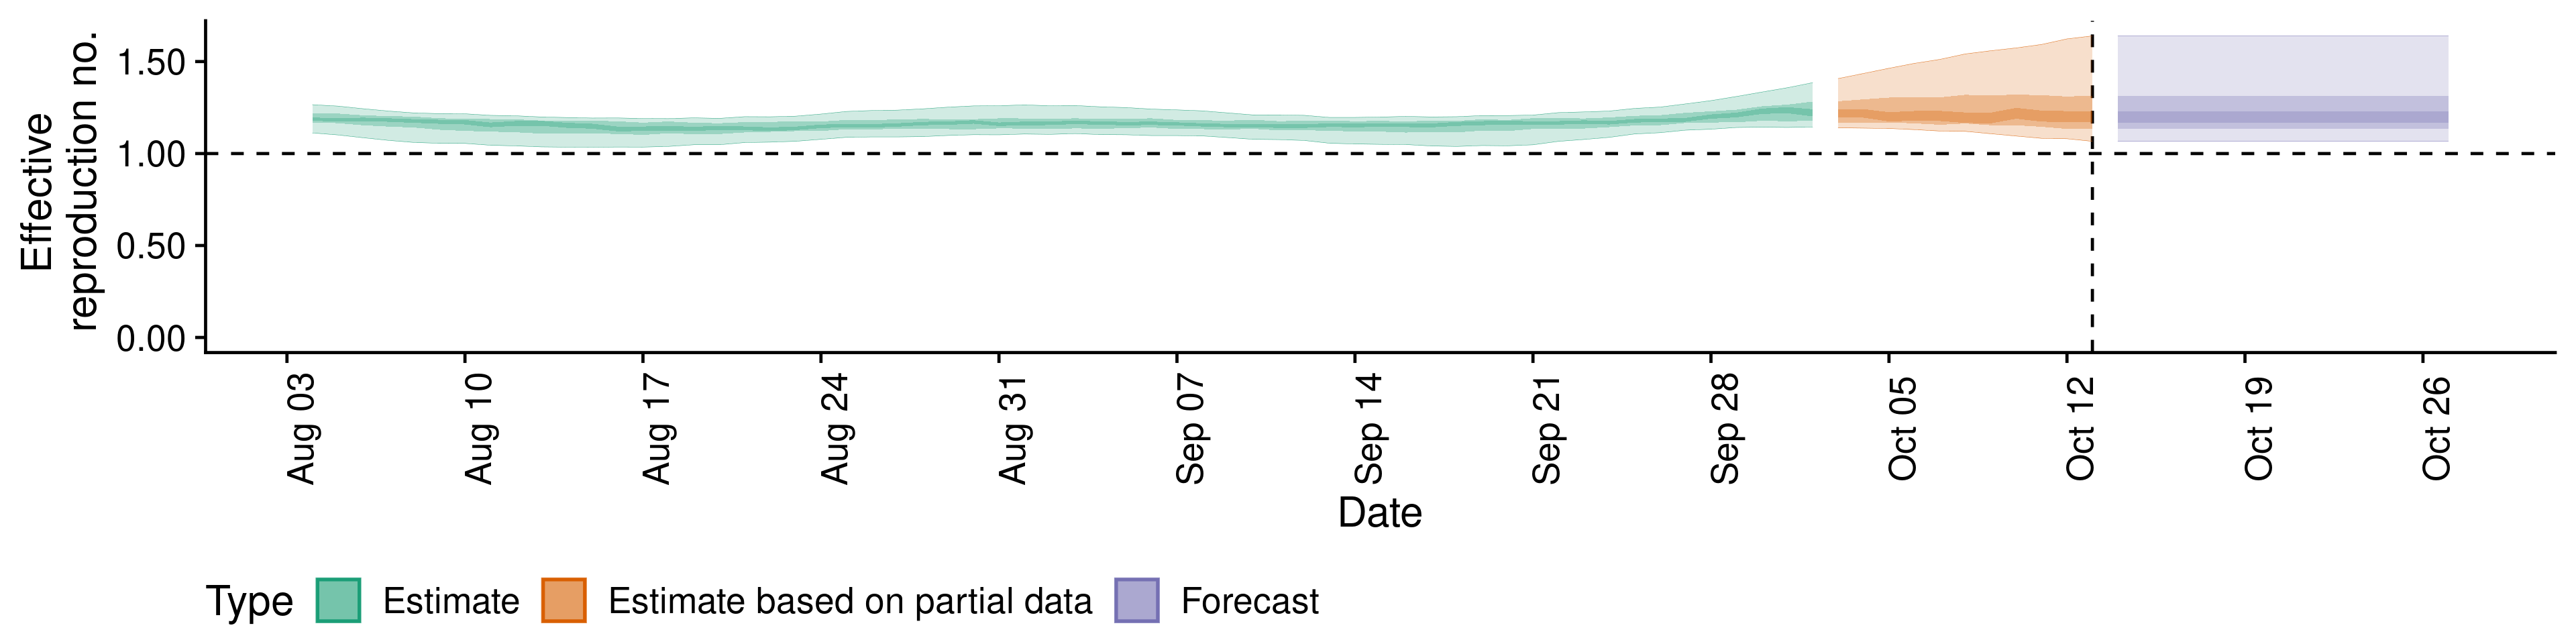 Effective
reproduction no.
1.50
1.00
0.50
0.00
Aug 03
Aug 10
Aug 17
Aug 24
Aug 31
Sep 07
Sep 14
Sep 21
Sep 28
Oct 05
Oct 12
Oct 19
Oct 26
Date
Type Estimate Estimate based on partial data Forecast